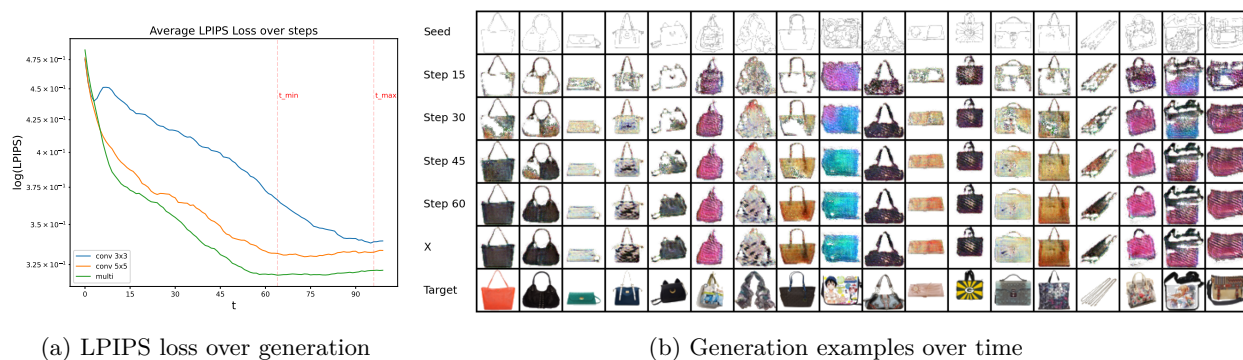 Average LPIPS Loss over steps
4.75 × 10⁻¹
4.5 × 10⁻¹
4.25 × 10⁻¹
4 × 10⁻¹
3.75 × 10⁻¹
3.5 × 10⁻¹
3.25 × 10⁻¹
log(LPIPS)
t_min
t_max
conv 3x3
conv 5x5
multi
0 15 30 45 60 75 90
t
(a) LPIPS loss over generation
Seed
Step 15
Step 30
Step 45
Step 60
X
Target
(b) Generation examples over time